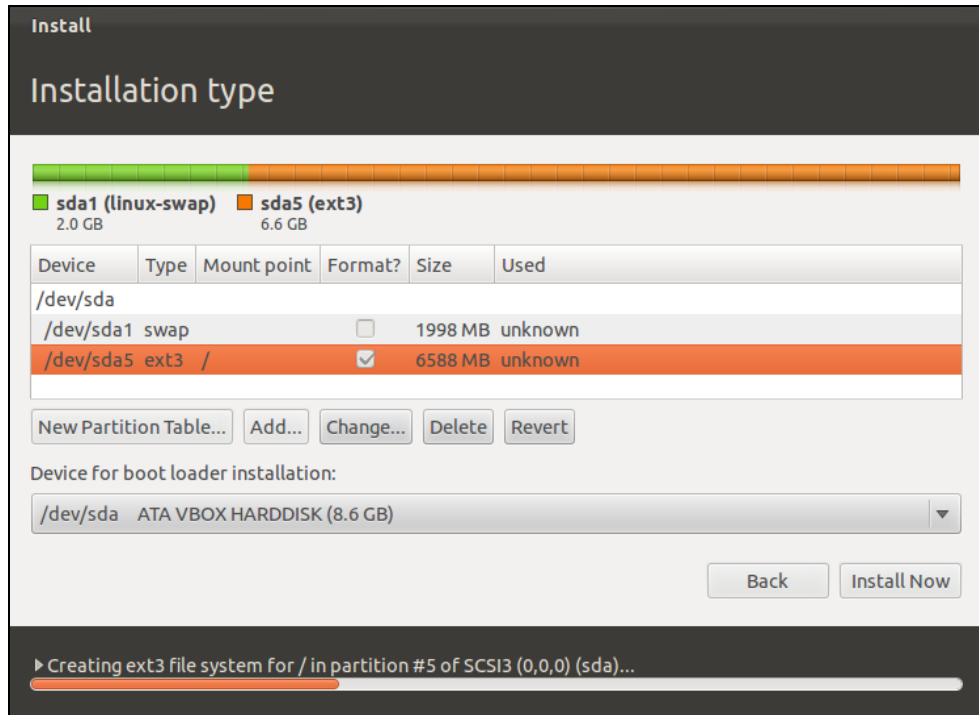 Install
Installation type
sda1 (linux-swap) sda5 (ext3)
2.0 GB 6.6 GB
Device Type Mount point Format? Size Used
/dev/sda
/dev/sda1 swap 1998 MB unknown
/dev/sda5 ext3 / 6588 MB unknown
New Partition Table... Add... Change... Delete Revert
Device for boot loader installation:
/dev/sda ATA VBOX HARDDISK (8.6 GB)
Back Install Now
Creating ext3 file system for / in partition #5 of SCSI3 (0,0,0) (sda)...